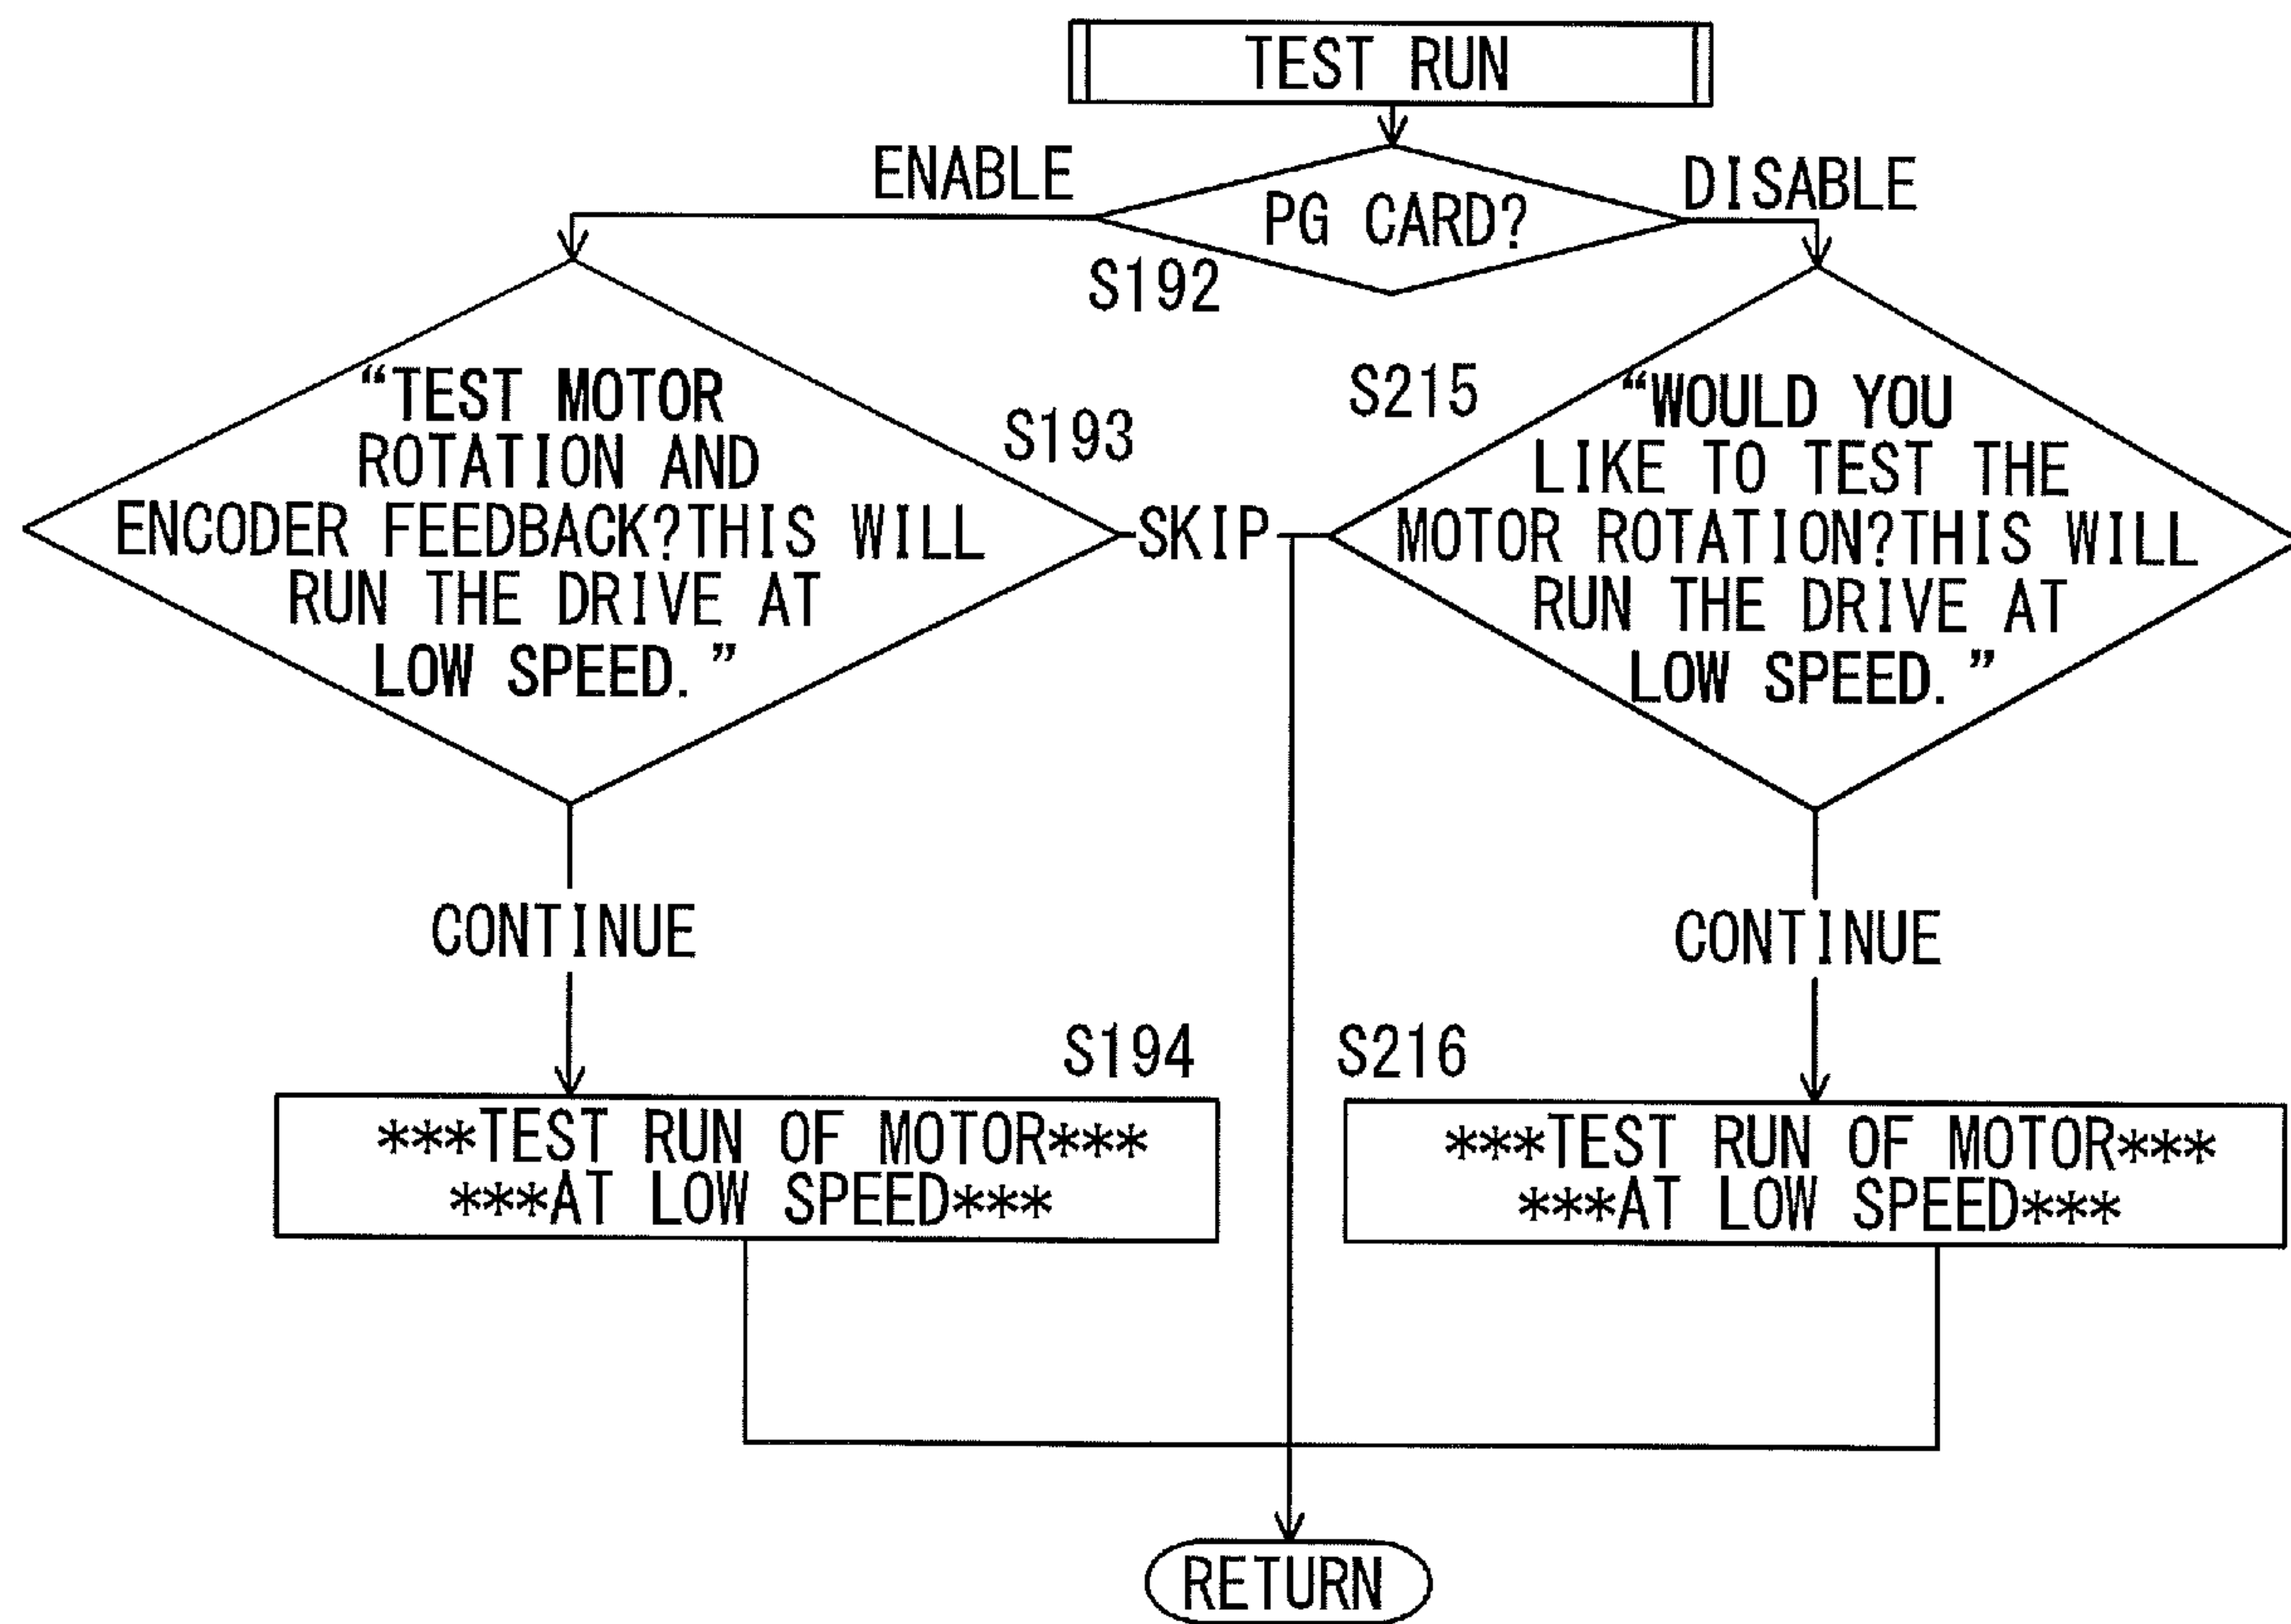 TEST RUN
ENABLE
DISABLE
PG CARD?
S192
S193
“TEST MOTOR
ROTATION AND
ENCODER FEEDBACK?THIS WILL
RUN THE DRIVE AT
LOW SPEED.”
SKIP
S215
“WOULD YOU
LIKE TO TEST THE
MOTOR ROTATION?THIS WILL
RUN THE DRIVE AT
LOW SPEED.”
CONTINUE
CONTINUE
S194
***TEST RUN OF MOTOR***
***AT LOW SPEED***
S216
***TEST RUN OF MOTOR***
***AT LOW SPEED***
RETURN